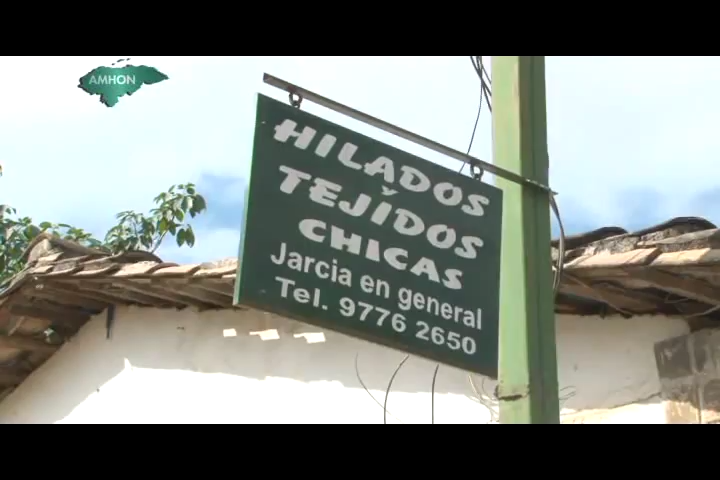 AMHON
HILADOS
Y
TEJIDOS
CHICAS
Jarcia en general
Tel. 9776 2650